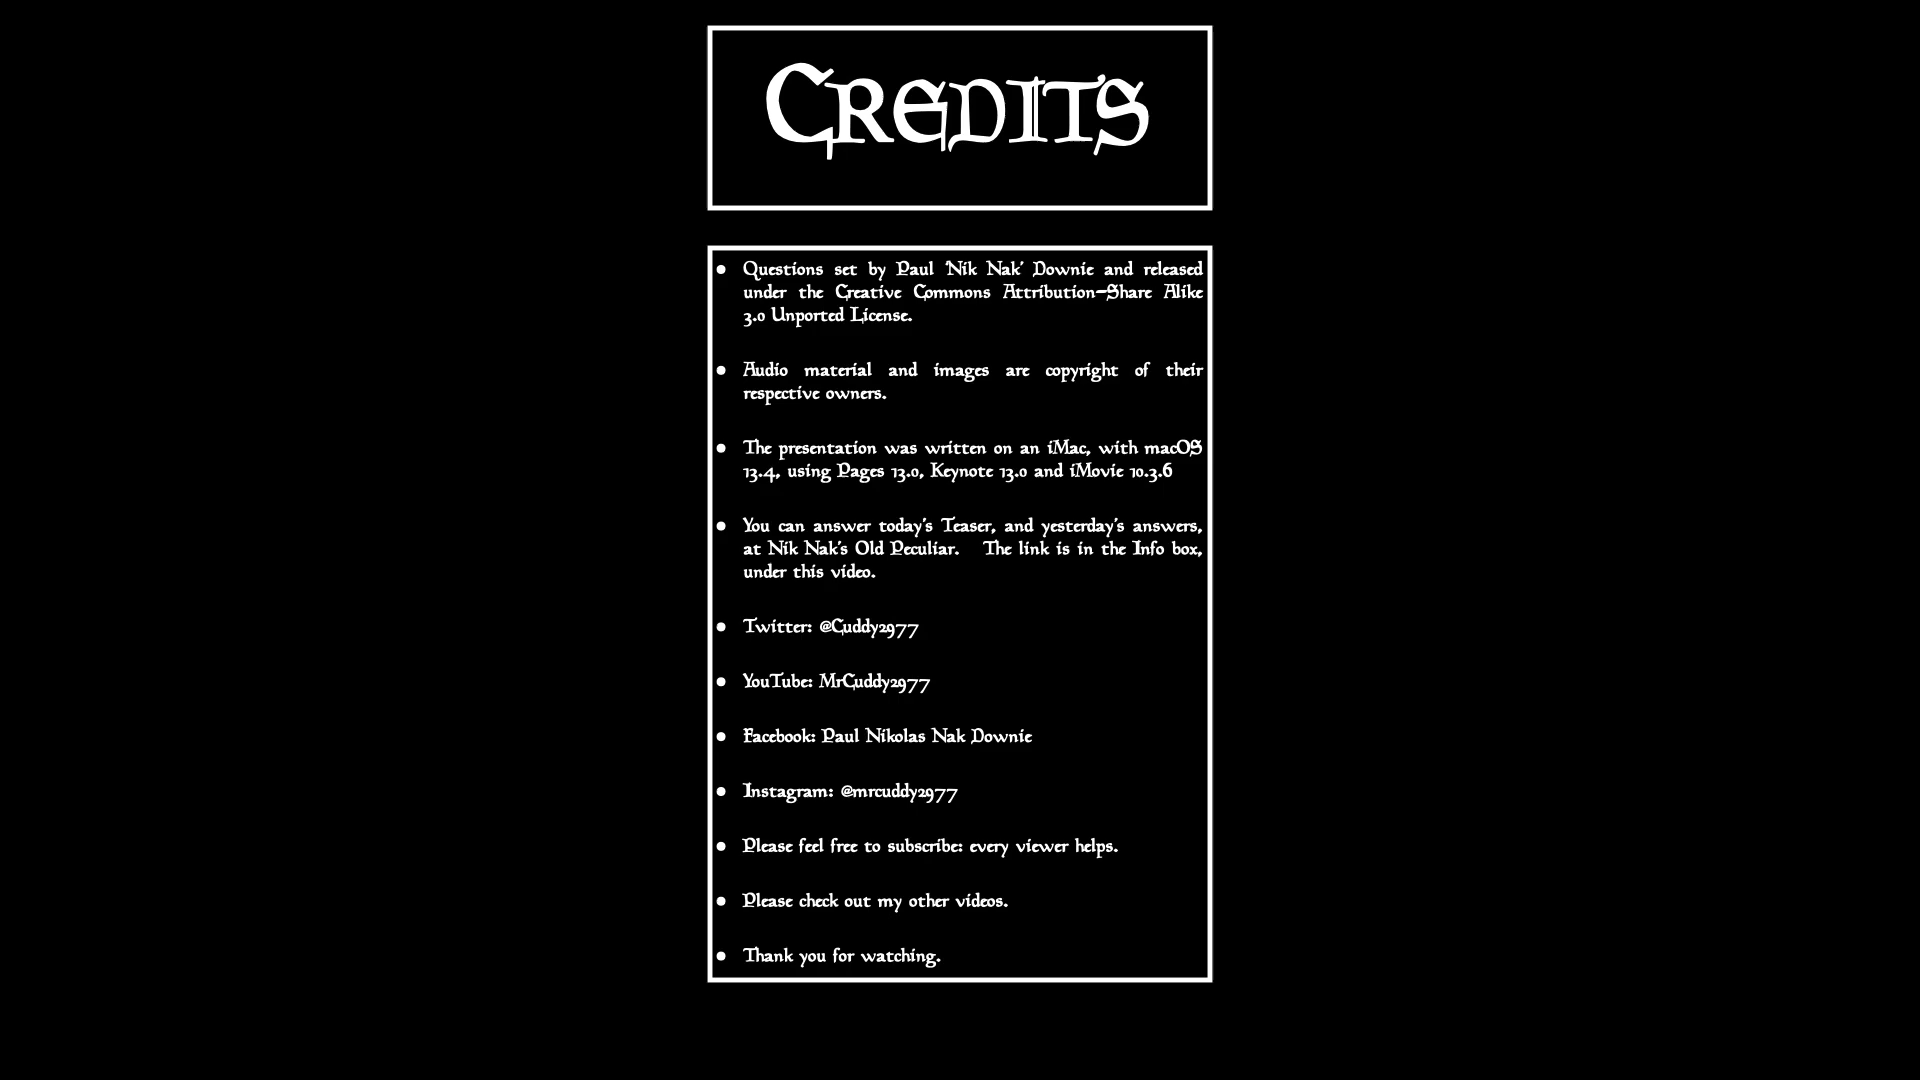 Credits
• Questions set by Paul ‘Nik Nak’ Downie and released
under the Creative Commons Attribution-Share Alike
3.0 Unported License.
• Audio material and images are copyright of their
respective owners.
• The presentation was written on an iMac, with macOS
13.4, using Pages 13.0, Keynote 13.0 and iMovie 10.3.6
• You can answer today’s Teaser, and yesterday’s answers,
at Nik Nak’s Old Peculiar. The link is in the Info box,
under this video.
• Twitter: @Cuddy2977
• YouTube: MrCuddy2977
• Facebook: Paul Nikolas Nak Downie
• Instagram: @mrcuddy2977
• Please feel free to subscribe: every viewer helps.
• Please check out my other videos.
• Thank you for watching.